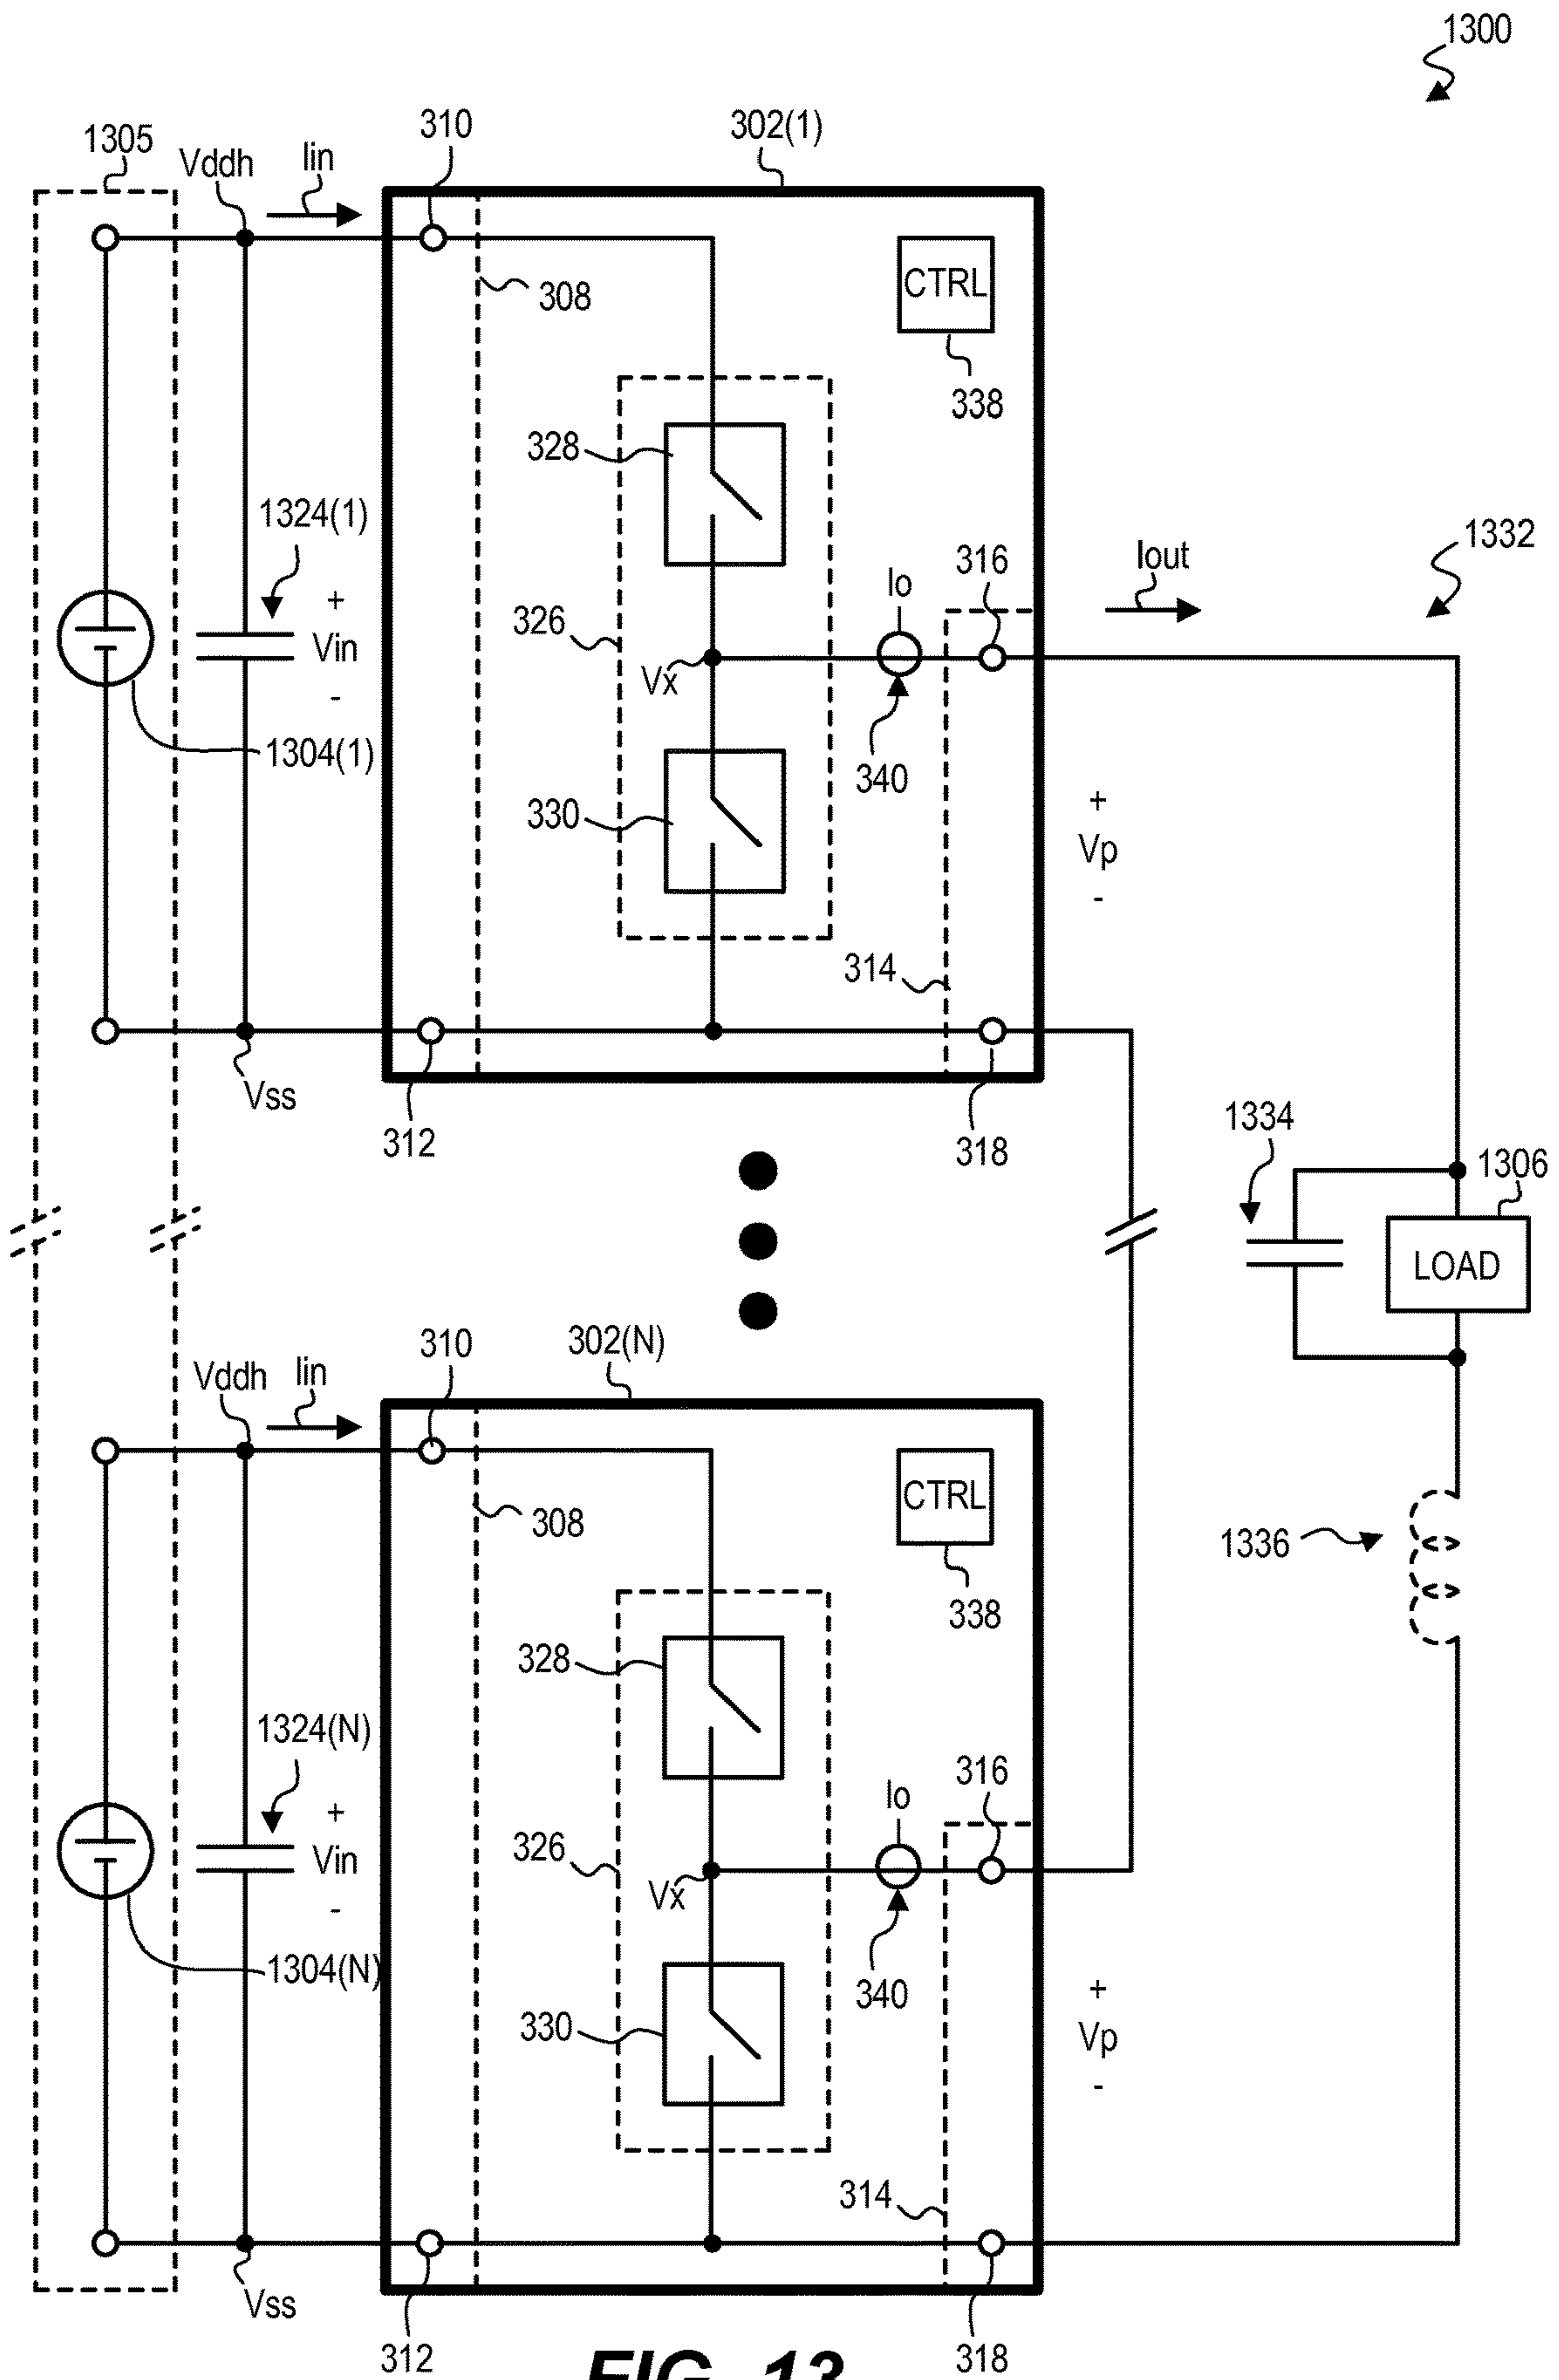 1300
1305
Vddh
Iin
310
302(1)
308
CTRL
338
328
1324(1)
+
Vin
-
1304(1)
326
Vx
Io
316
Iout
1332
340
330
+
Vp
-
314
Vss
312
318
1334
1306
LOAD
Vddh
Iin
310
302(N)
308
CTRL
338
1336
328
1324(N)
+
Vin
-
1304(N)
326
Vx
Io
316
340
330
+
Vp
-
314
Vss
312
318
FIG. 13